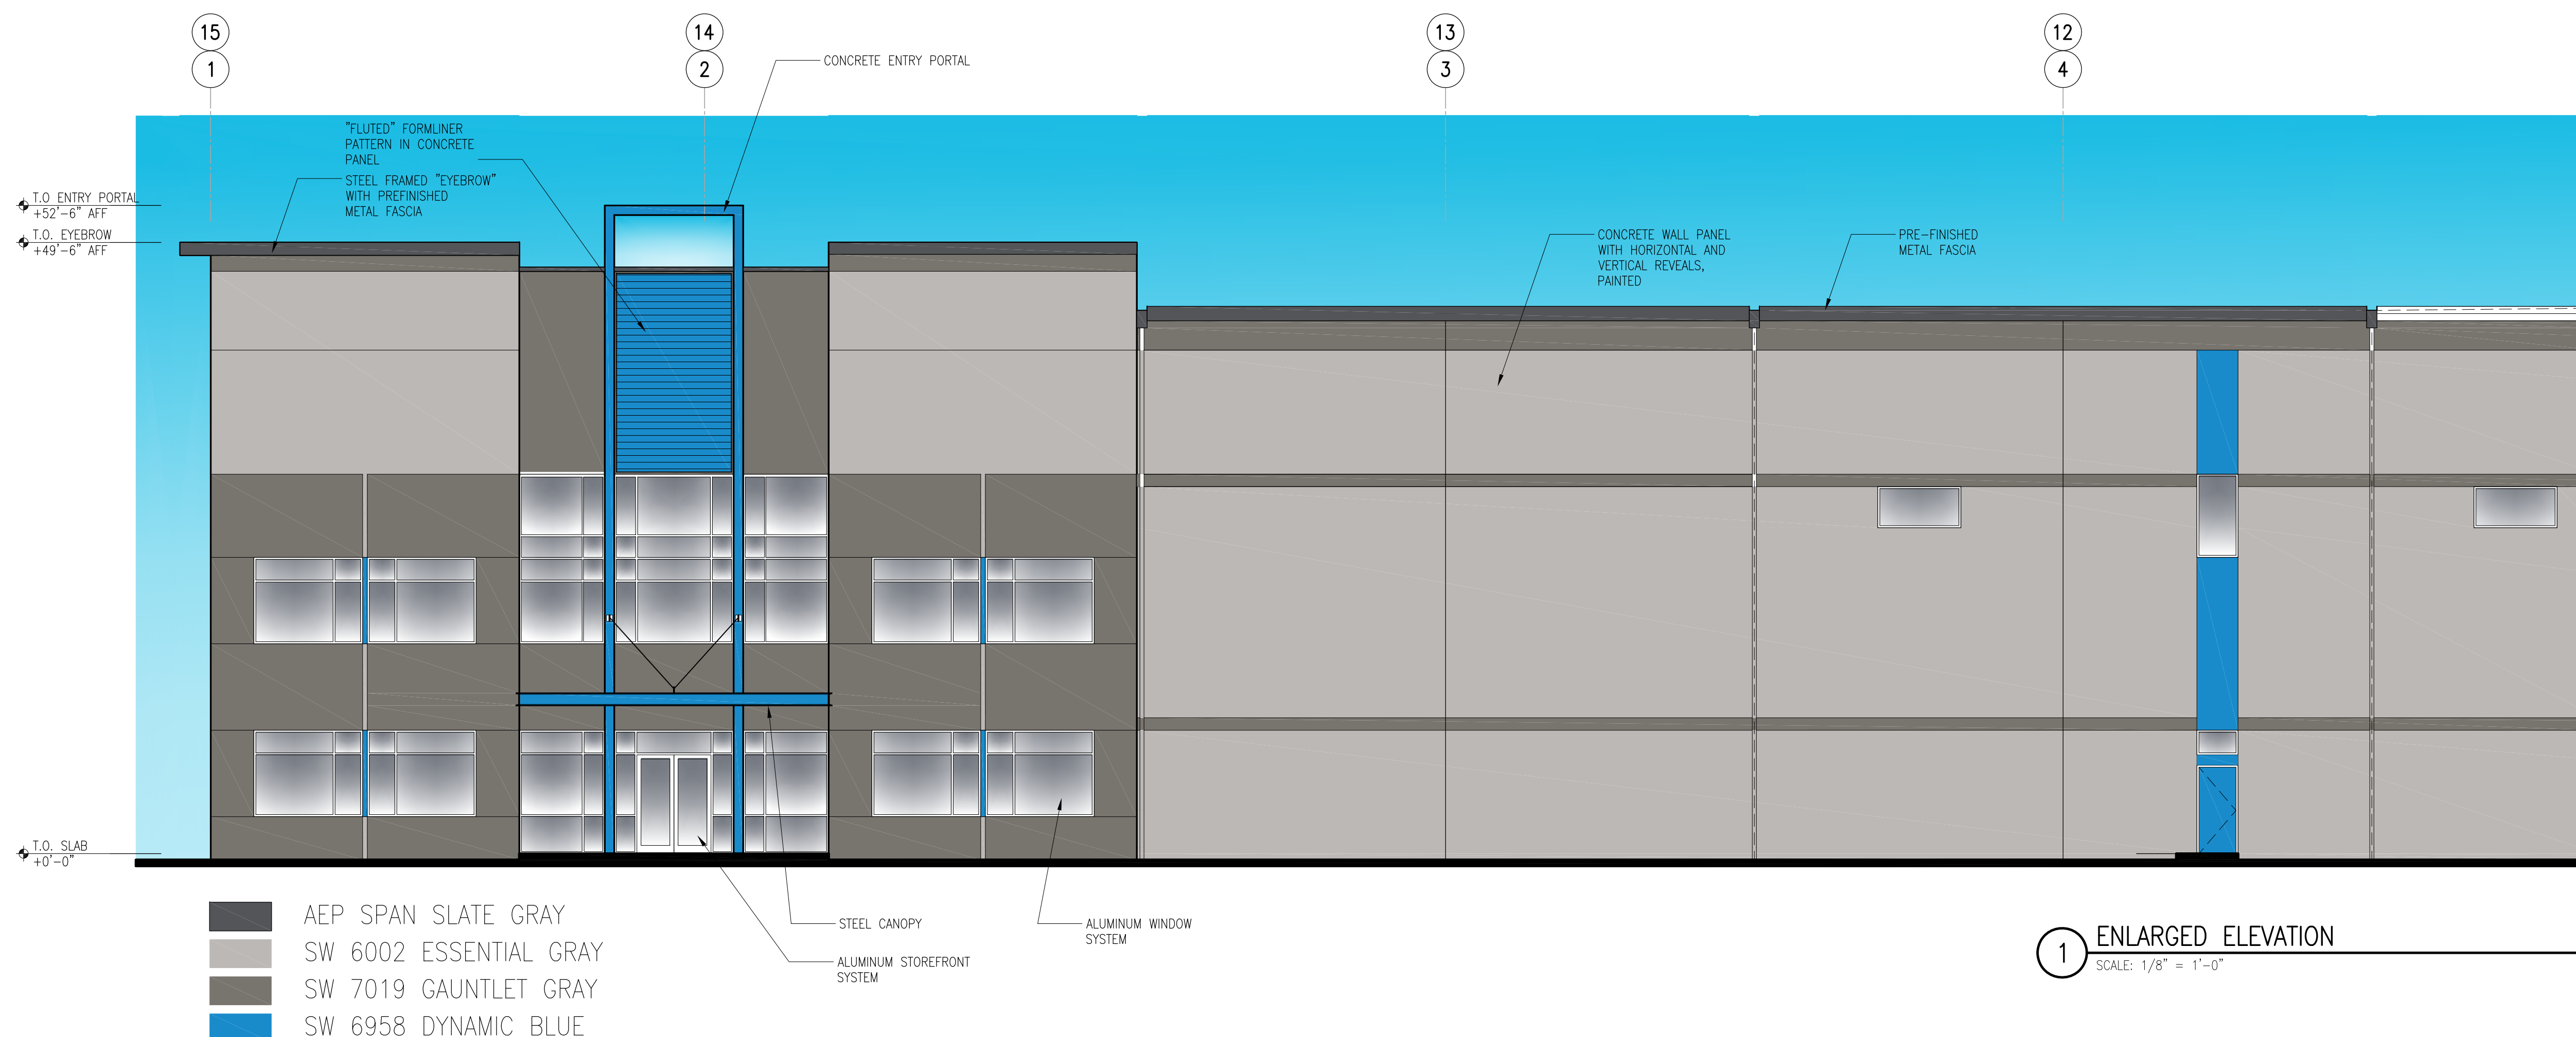 15
14
13
12
1
2
3
4
CONCRETE ENTRY PORTAL
"FLUTED" FORMLINER
PATTERN IN CONCRETE
PANEL
STEEL FRAMED "EYEBROW"
WITH PREFINISHED
METAL FASCIA
T.O ENTRY PORTAL
+52'-6" AFF
T.O. EYEBROW
+49'-6" AFF
CONCRETE WALL PANEL
WITH HORIZONTAL AND
VERTICAL REVEALS,
PAINTED
PRE-FINISHED
METAL FASCIA
T.O. SLAB
+0'-0"
STEEL CANOPY
ALUMINUM WINDOW
SYSTEM
ALUMINUM STOREFRONT
SYSTEM
AEP SPAN SLATE GRAY
SW 6002 ESSENTIAL GRAY
SW 7019 GAUNTLET GRAY
SW 6958 DYNAMIC BLUE
1
ENLARGED ELEVATION
SCALE: 1/8" = 1'-0"